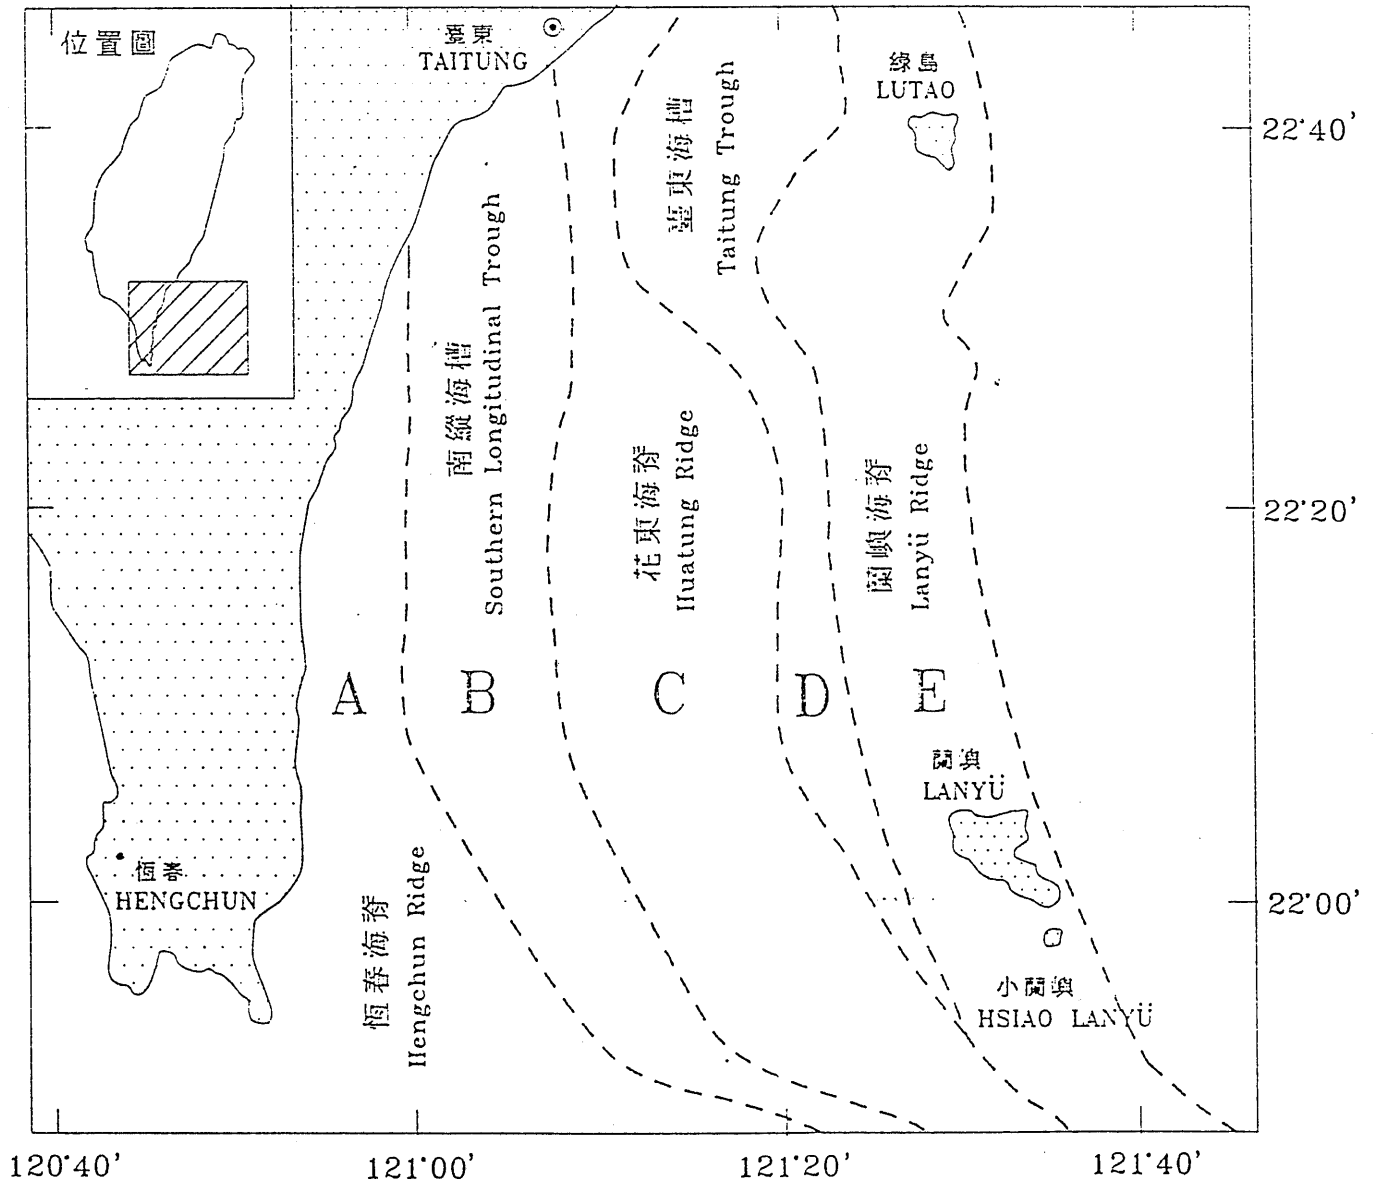 位置圖
臺東
TAITUNG
綠島
LUTAO
22°40'
臺東海槽
Taitung Trough
南縱海槽
Southern Longitudinal Trough
花東海脊
Huatung Ridge
蘭嶼海脊
Lanyü Ridge
22°20'
A
B
C
D
E
蘭嶼
LANYÜ
恆春
HENGCHUN
22°00'
恆春海脊
Hengchun Ridge
小蘭嶼
HSIAO LANYÜ
120°40'
121°00'
121°20'
121°40'